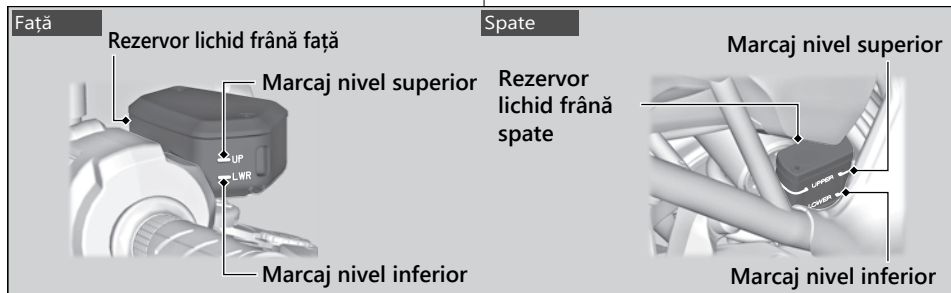 Față
Rezervor lichid frână față
Marcaj nivel superior
UP
LWR
Marcaj nivel inferior
Spate
Marcaj nivel superior
Rezervor
lichid frână
spate
UPPER
LOWER
Marcaj nivel inferior